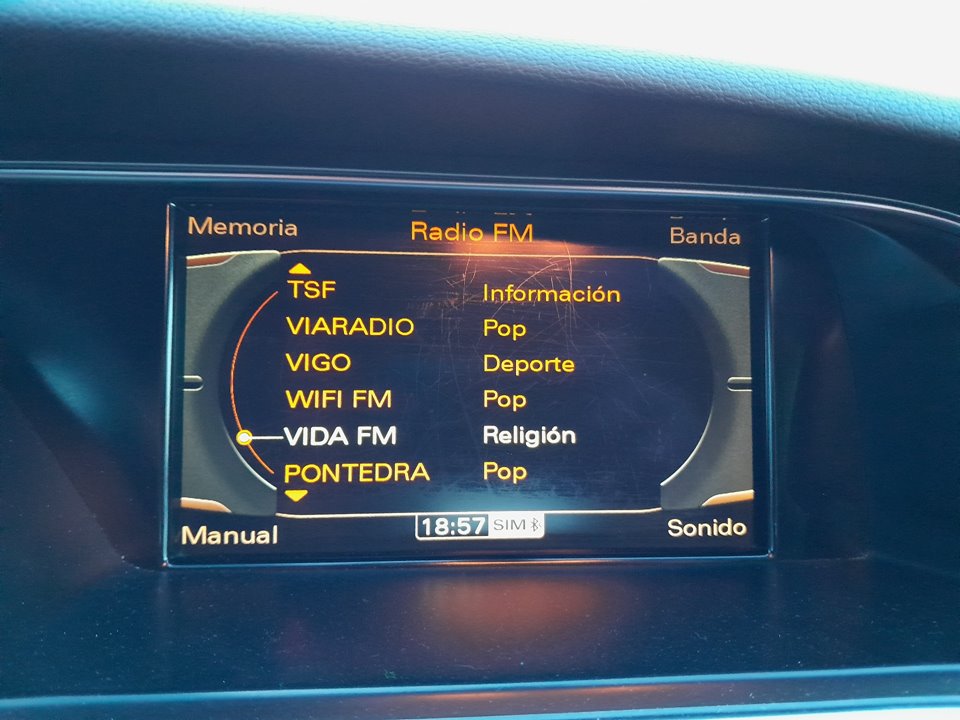 Memoria Radio FM Banda
TSF Información
VIARADIO Pop
VIGO Deporte
WIFI FM Pop
VIDA FM Religión
PONTEDRA Pop
Manual 18:57 SIM Sonido